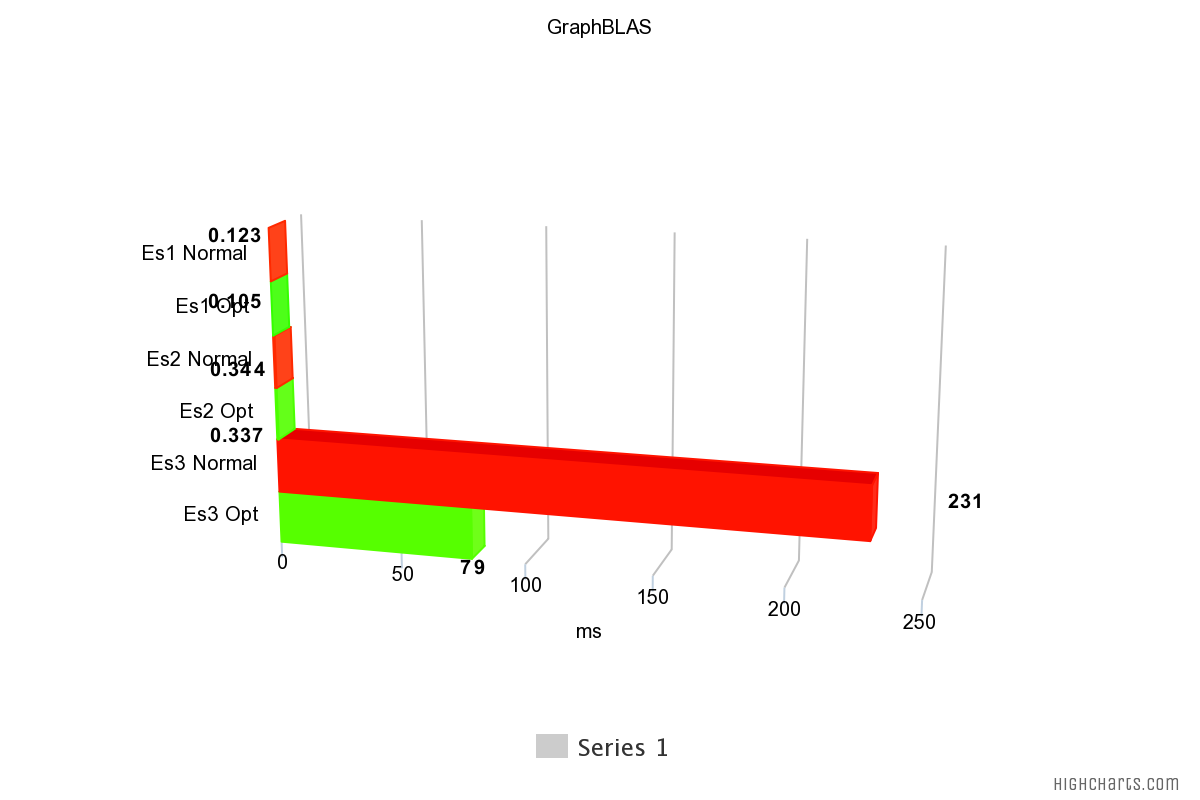 GraphBLAS
0.123
Es1 Normal
0.105
Es1 Opt
Es2 Normal
0.344
Es2 Opt
0.337
Es3 Normal
231
Es3 Opt
0
79
50
100
150
200
250
ms
Series 1
Highcharts.com